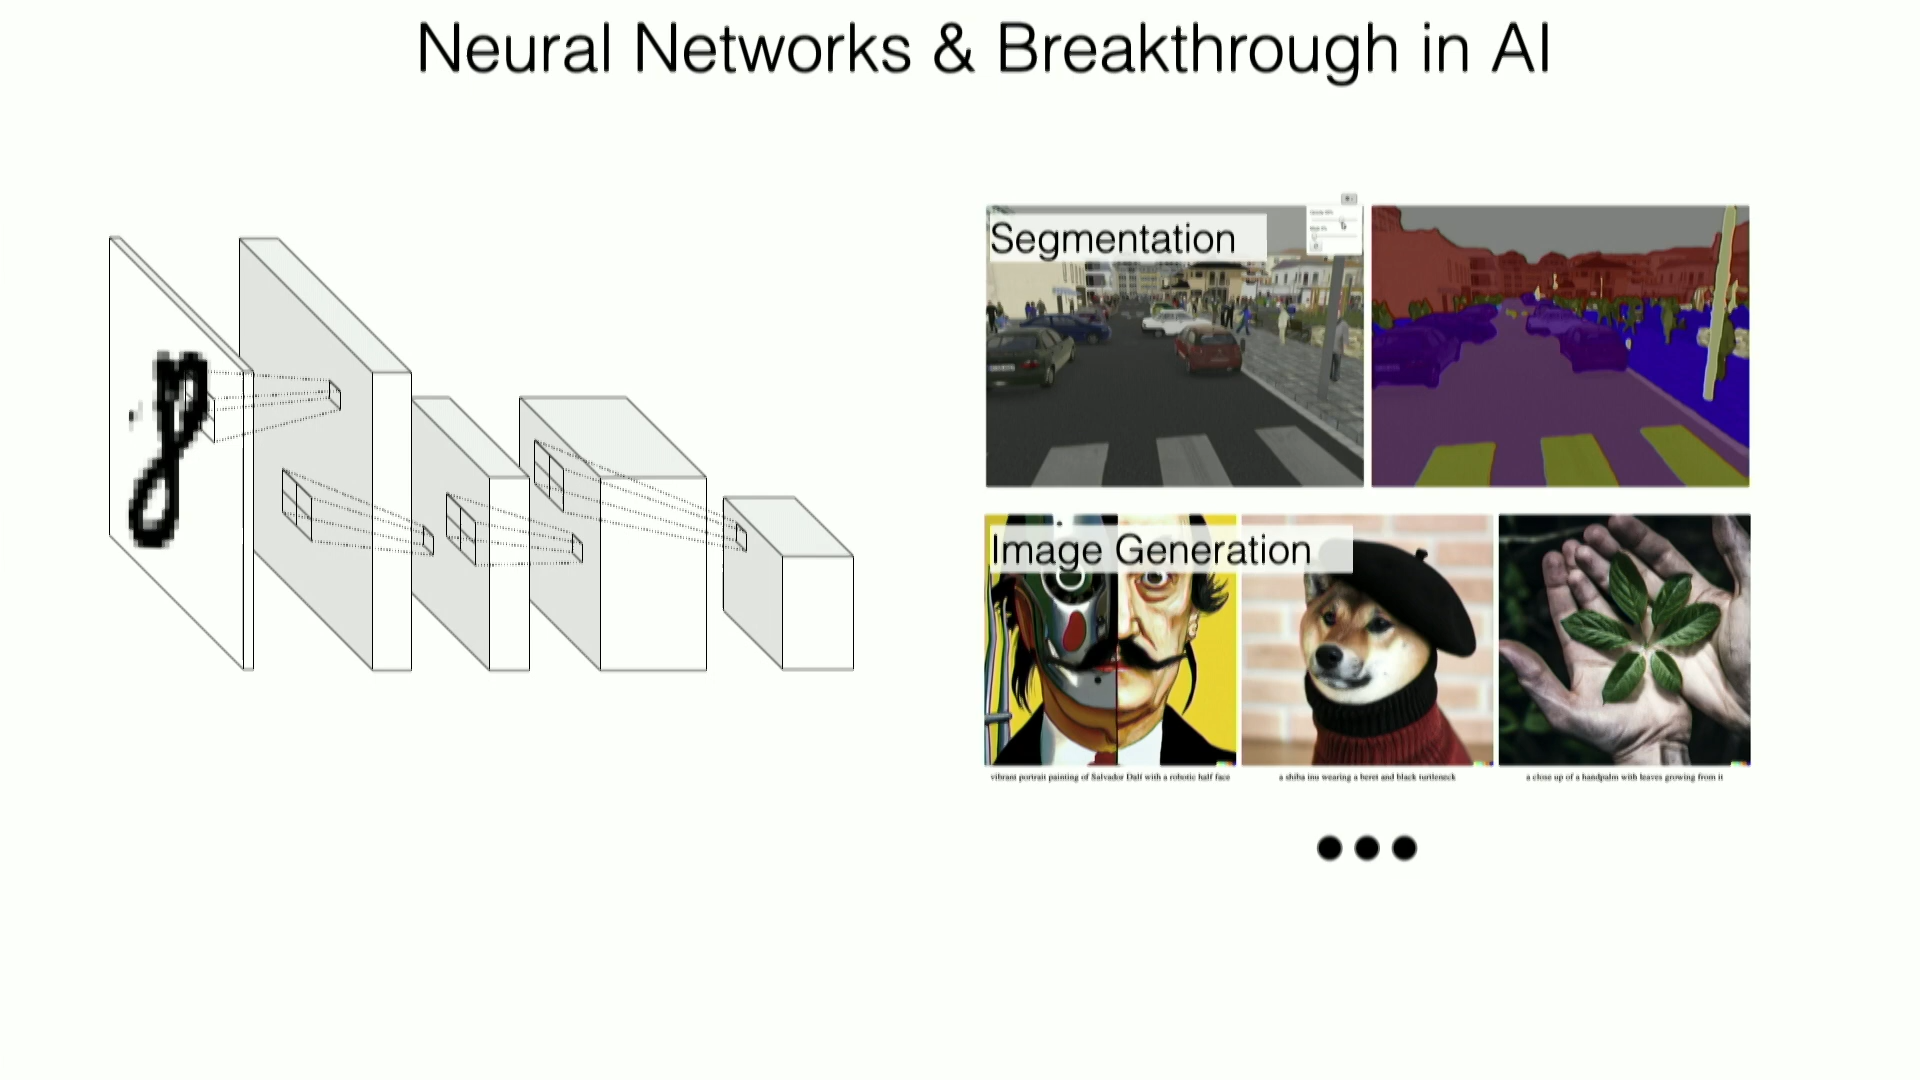 Neural Networks & Breakthrough in AI
Segmentation
Image Generation
vibrant portrait painting of Salvador Dalí with a robotic half face
a shiba inu wearing a beret and black turtleneck
a close up of a handpalm with leaves growing from it